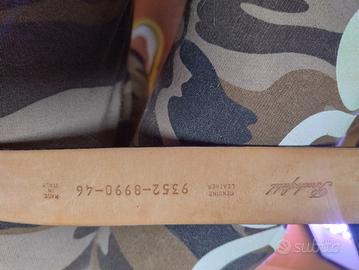 GENUINE
LEATHER
9352-8990-46
MADE
IN
ITALY
subito